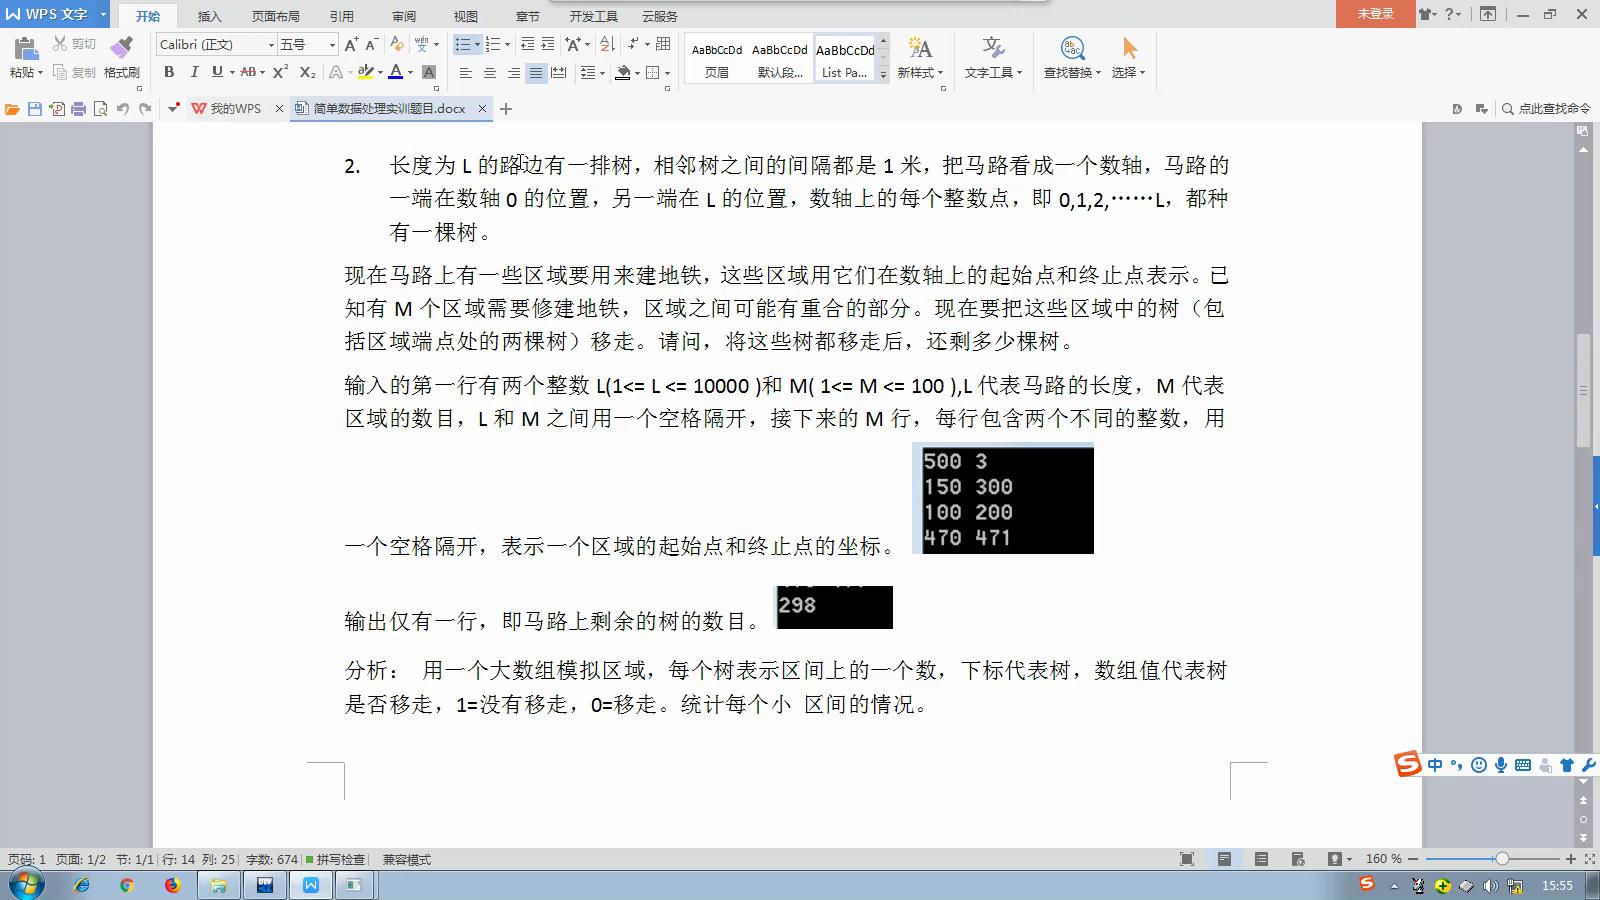 WPS 文字
开始 插入 页面布局 引用 审阅 视图 章节 开发工具 云服务
未登录
粘贴 剪切 复制 格式刷
Calibri (正文) 五号
AaBbCcDd AaBbCcDd AaBbCcDd
页眉 默认段... List Pa...
新样式 文字工具 查找替换 选择
我的WPS 简单数据处理实训题目.docx
点此查找命令
2. 长度为 L 的路边有一排树，相邻树之间的间隔都是 1 米，把马路看成一个数轴，马路的
一端在数轴 0 的位置，另一端在 L 的位置，数轴上的每个整数点，即 0,1,2,……L，都种
有一棵树。
现在马路上有一些区域要用来建地铁，这些区域用它们在数轴上的起始点和终止点表示。已
知有 M 个区域需要修建地铁，区域之间可能有重合的部分。现在要把这些区域中的树（包
括区域端点处的两棵树）移走。请问，将这些树都移走后，还剩多少棵树。
输入的第一行有两个整数 L(1<= L <= 10000 )和 M( 1<= M <= 100 ),L 代表马路的长度，M 代表
区域的数目，L 和 M 之间用一个空格隔开，接下来的 M 行，每行包含两个不同的整数，用
500 3
150 300
100 200
470 471
一个空格隔开，表示一个区域的起始点和终止点的坐标。
298
输出仅有一行，即马路上剩余的树的数目。
分析： 用一个大数组模拟区域，每个树表示区间上的一个数，下标代表树，数组值代表树
是否移走，1=没有移走，0=移走。统计每个小 区间的情况。
中
页码: 1 页面: 1/2 节: 1/1 行: 14 列: 25 字数: 674 拼写检查 兼容模式
160 %
15:55